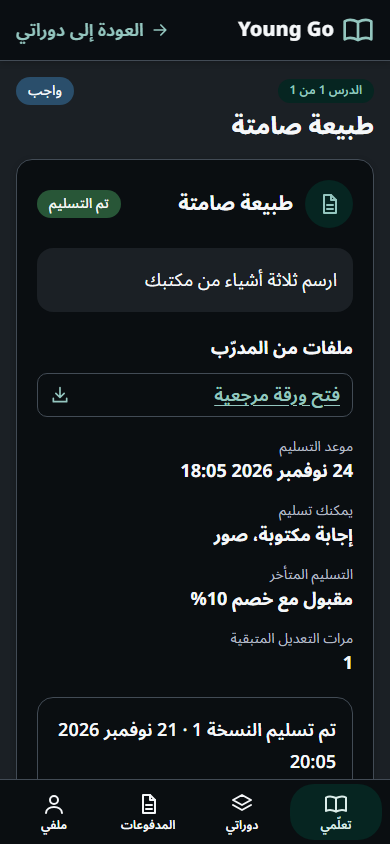 Young Go
العودة إلى دوراتي
الدرس 1 من 1
واجب
طبيعة صامتة
طبيعة صامتة
تم التسليم
ارسم ثلاثة أشياء من مكتبك
ملفات من المدرّب
فتح ورقة مرجعية
موعد التسليم
24 نوفمبر 2026 18:05
يمكنك تسليم
إجابة مكتوبة، صور
التسليم المتأخر
مقبول مع خصم 10%
مرات التعديل المتبقية
1
تم تسليم النسخة 1 · 21 نوفمبر 2026
20:05
تعلّمي
دوراتي
المدفوعات
ملفي